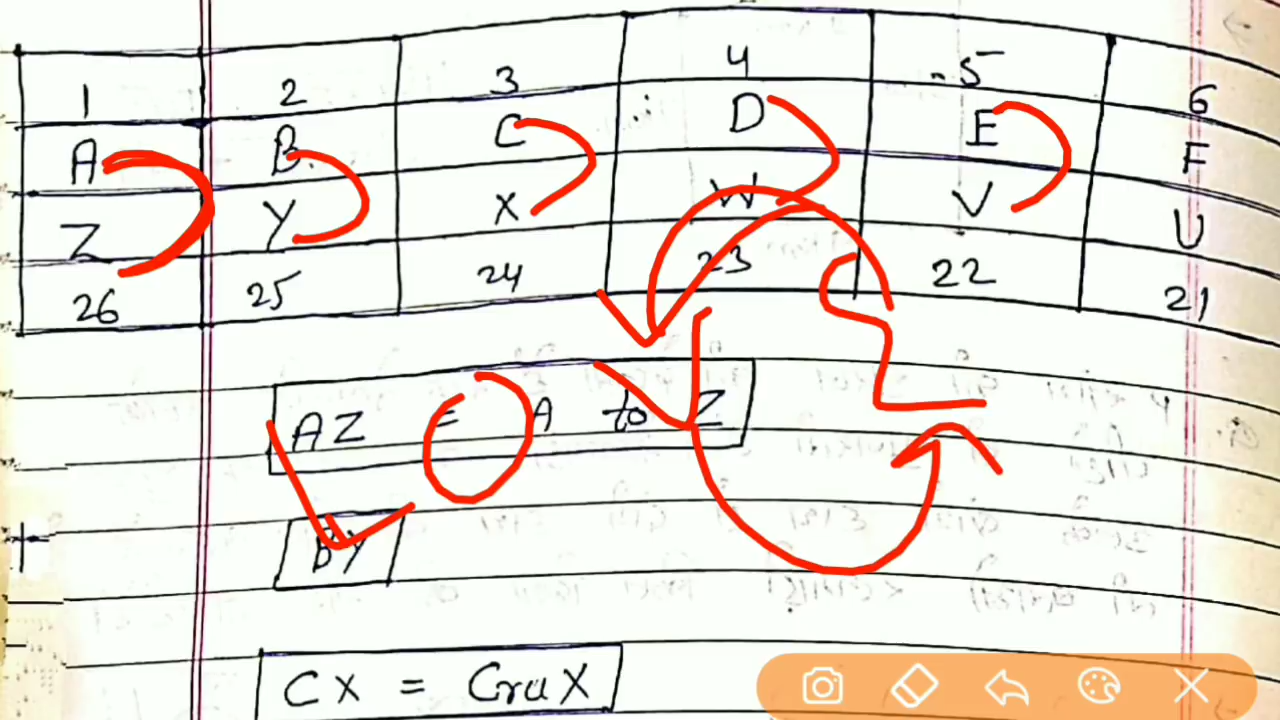 1 2 3 4 5 6
A B C D E F
Z Y X W V U
26 25 24 23 22 21
AZ = A to Z
BY
CX = CruX